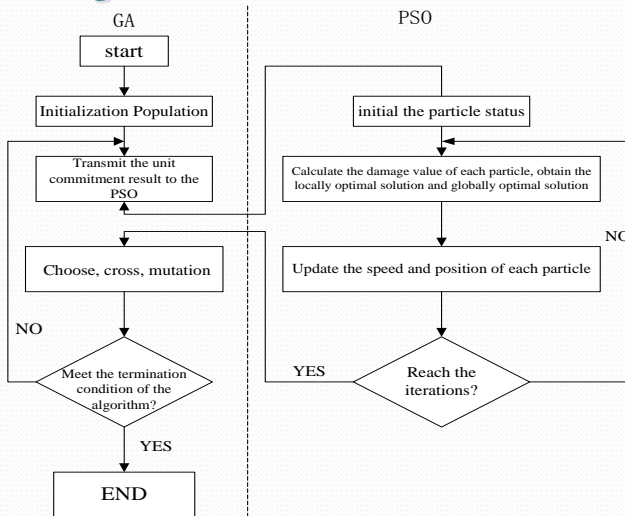 GA
start
Initialization Population
Transmit the unit
commitment result to the
PSO
Choose, cross, mutation
NO
Meet the termination
condition of the
algorithm?
YES
END
PSO
initial the particle status
Calculate the damage value of each particle, obtain the
locally optimal solution and globally optimal solution
NO
Update the speed and position of each particle
YES
Reach the
iterations?